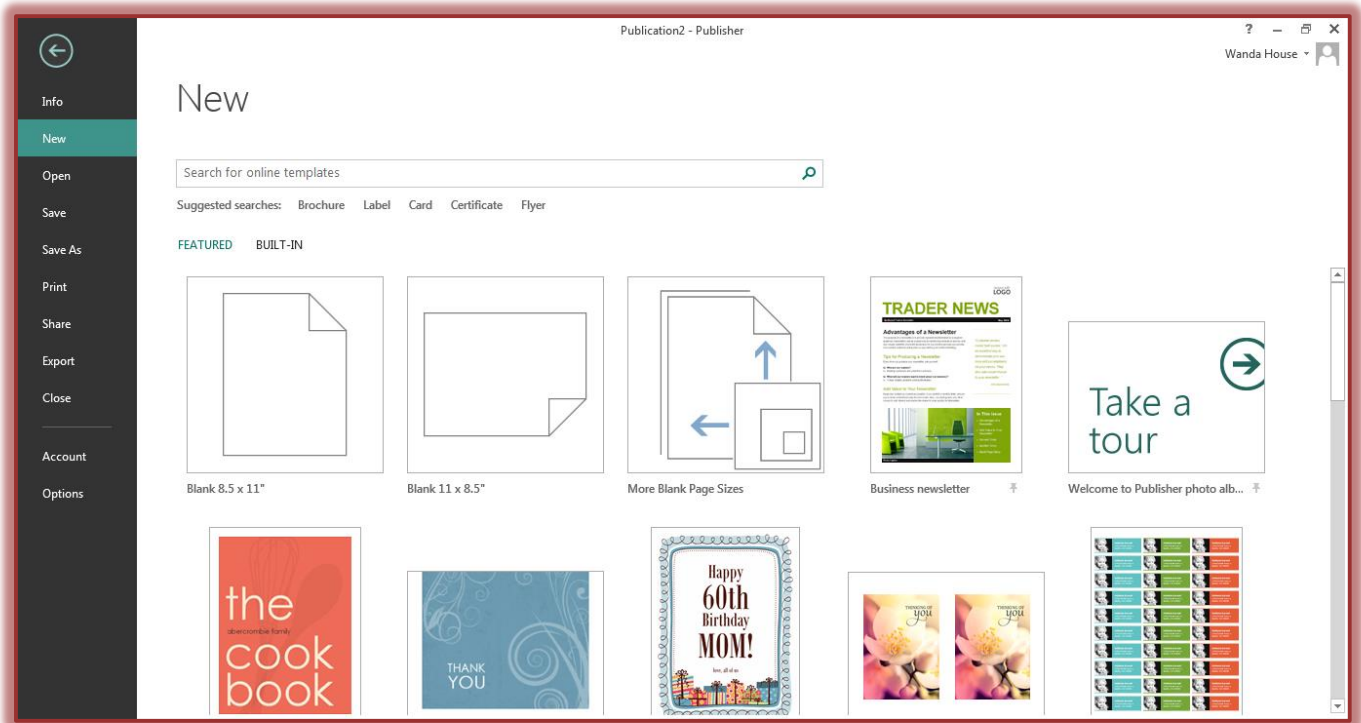 Publication2 - Publisher
?
Wanda House
Info
New
Open
Save
Save As
Print
Share
Export
Close
Account
Options
New
Search for online templates
Suggested searches: Brochure Label Card Certificate Flyer
FEATURED BUILT-IN
LOGO
TRADER NEWS
Advantages of a Newsletter
Tips for Producing a Newsletter
In This Issue
Take a
tour
Blank 8.5 x 11"
Blank 11 x 8.5"
More Blank Page Sizes
Business newsletter
Welcome to Publisher photo alb...
the
abercrombie family
cook
book
THANK
YOU
Happy
60th
Birthday
MOM!
love, all of us
THINKING OF
you
THINKING OF
you